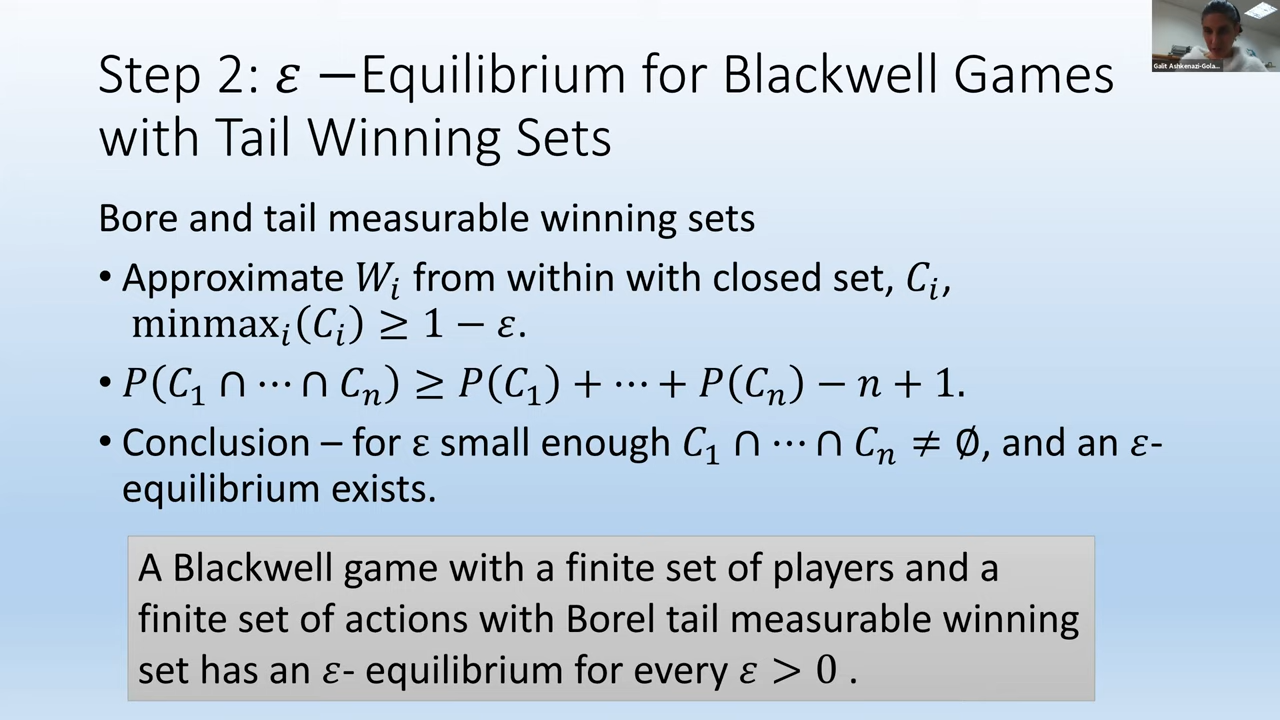 Step 2: 𝜀 −Equilibrium for Blackwell Games
with Tail Winning Sets
Bore and tail measurable winning sets
• Approximate 𝑊ᵢ from within with closed set, 𝐶ᵢ,
minmaxᵢ(𝐶ᵢ) ≥ 1 − 𝜀.
• 𝑃(𝐶₁ ∩ ⋯ ∩ 𝐶ₙ) ≥ 𝑃(𝐶₁) + ⋯ + 𝑃(𝐶ₙ) − 𝑛 + 1.
• Conclusion – for ε small enough 𝐶₁ ∩ ⋯ ∩ 𝐶ₙ ≠ ∅, and an 𝜀-
equilibrium exists.
A Blackwell game with a finite set of players and a
finite set of actions with Borel tail measurable winning
set has an 𝜀- equilibrium for every 𝜀 > 0 .
Galit Ashkenazi-Gola...